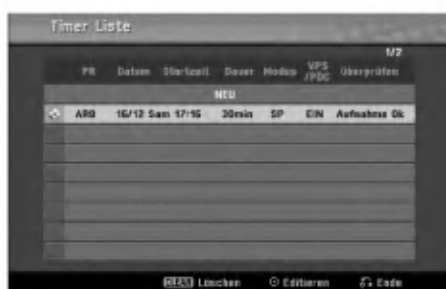 Timer Liste
1/2
PR Datum Startzeit Dauer Modus VPS /PDC Überprüfen
NEU
ARD 16/12 Sam 17:15 30min SP EIN Aufnahme Ok
CLEAR Löschen Editieren Ende